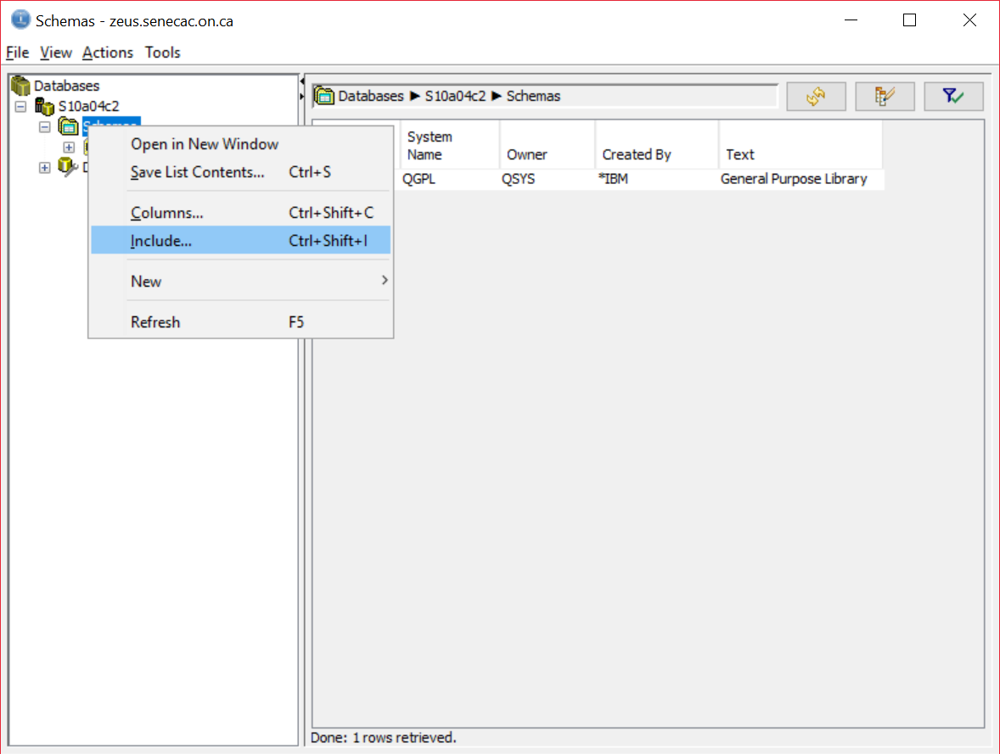 Schemas - zeus.senecac.on.ca
File View Actions Tools
Databases
S10a04c2
Schemas
Databases ▶ S10a04c2 ▶ Schemas
Open in New Window
Save List Contents... Ctrl+S
Columns... Ctrl+Shift+C
Include... Ctrl+Shift+I
New
Refresh F5
System
Name Owner Created By Text
QGPL QSYS *IBM General Purpose Library
Done: 1 rows retrieved.